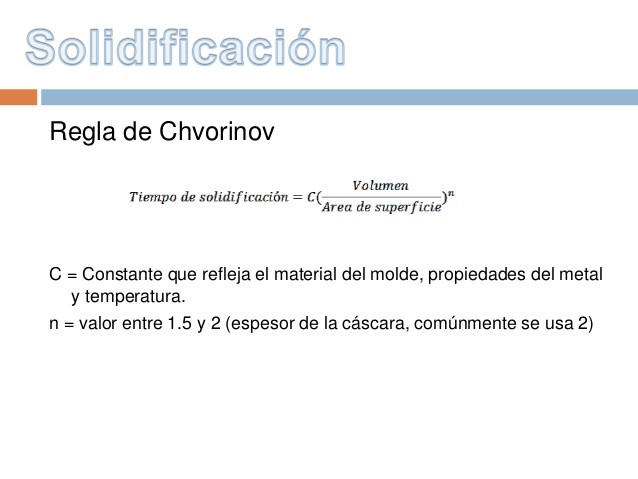 Solidificación
Regla de Chvorinov
Tiempo de solidificación = C(Volumen/Area de superficie)^n
C = Constante que refleja el material del molde, propiedades del metal
y temperatura.
n = valor entre 1.5 y 2 (espesor de la cáscara, comúnmente se usa 2)